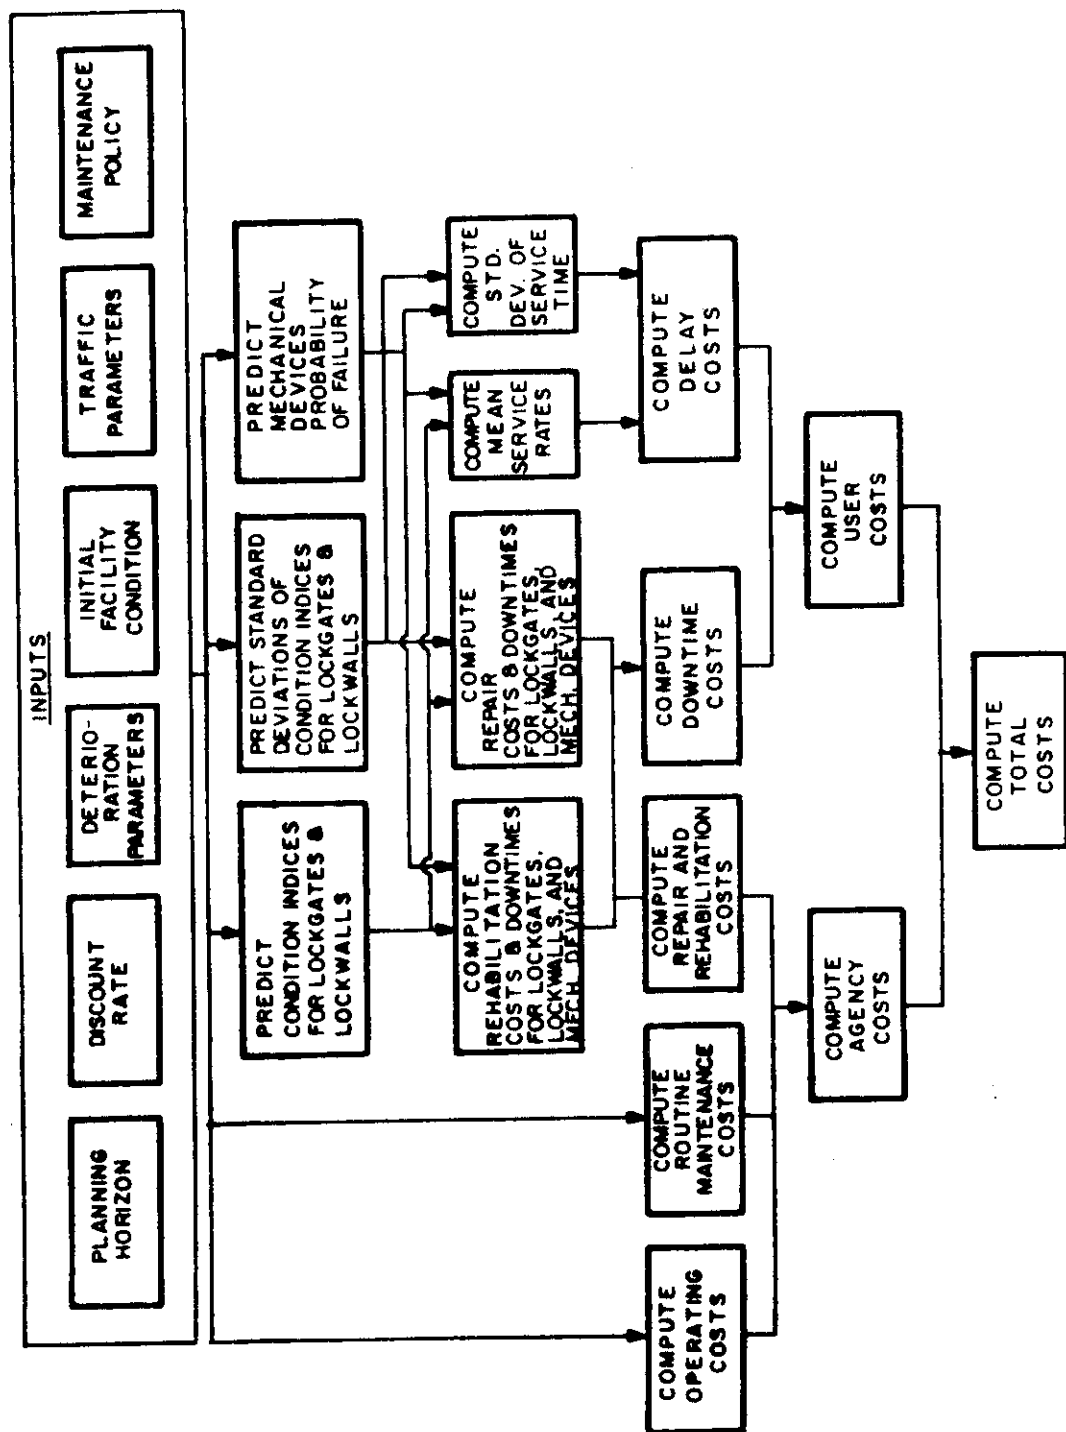 INPUTS
PLANNING
HORIZON
DISCOUNT
RATE
DETERIO-
RATION
PARAMETERS
INITIAL
FACILITY
CONDITION
TRAFFIC
PARAMETERS
MAINTENANCE
POLICY
PREDICT
CONDITION INDICES
FOR LOCKGATES &
LOCKWALLS
PREDICT STANDARD
DEVIATIONS OF
CONDITION INDICES
FOR LOCKGATES &
LOCKWALLS
PREDICT
MECHANICAL
DEVICES
PROBABILITY
OF FAILURE
COMPUTE
REHABILITATION
COSTS & DOWNTIMES
FOR LOCKGATES,
LOCKWALLS, AND
MECH. DEVICES
COMPUTE
REPAIR
COSTS & DOWNTIMES
FOR LOCKGATES,
LOCKWALLS, AND
MECH. DEVICES
COMPUTE
MEAN
SERVICE
RATES
COMPUTE
STD.
DEV. OF
SERVICE
TIME
COMPUTE
OPERATING
COSTS
COMPUTE
ROUTINE
MAINTENANCE
COSTS
COMPUTE
REPAIR AND
REHABILITATION
COSTS
COMPUTE
DOWNTIME
COSTS
COMPUTE
DELAY
COSTS
COMPUTE
AGENCY
COSTS
COMPUTE
USER
COSTS
COMPUTE
TOTAL
COSTS